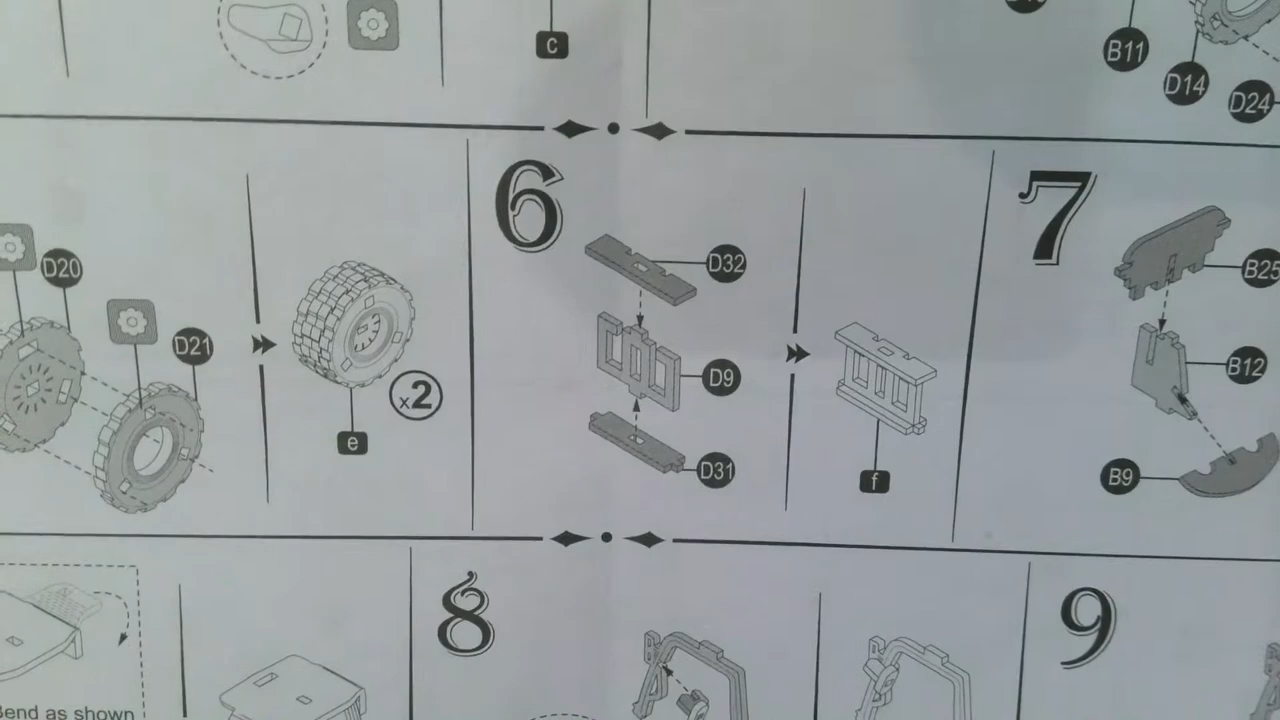 c
B11
D14
D24
D20
D21
e
x2
6
D32
D9
D31
f
7
B25
B12
B9
Bend as shown
8
9